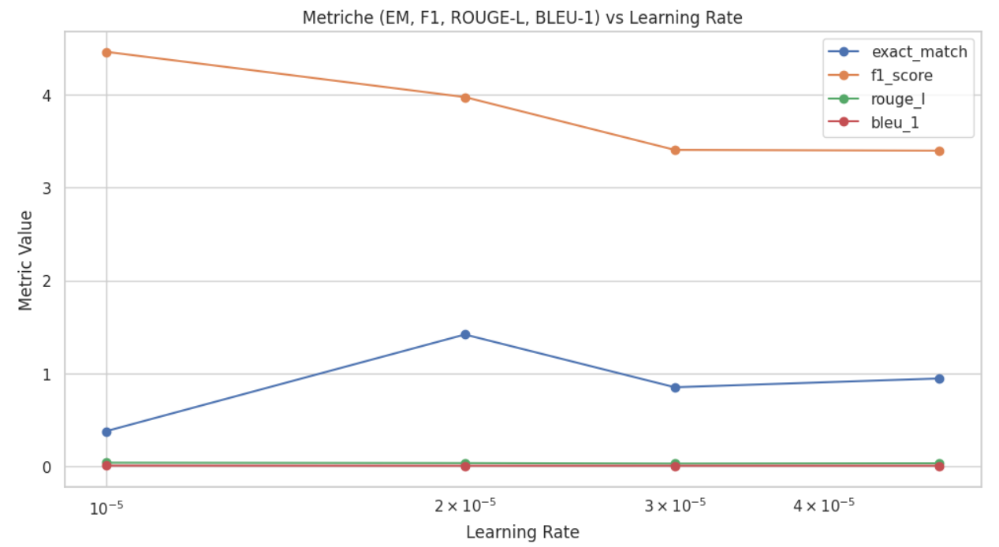 Metriche (EM, F1, ROUGE-L, BLEU-1) vs Learning Rate
exact_match
f1_score
rouge_l
bleu_1
Metric Value
4
3
2
1
0
10⁻⁵
2 × 10⁻⁵
3 × 10⁻⁵
4 × 10⁻⁵
Learning Rate